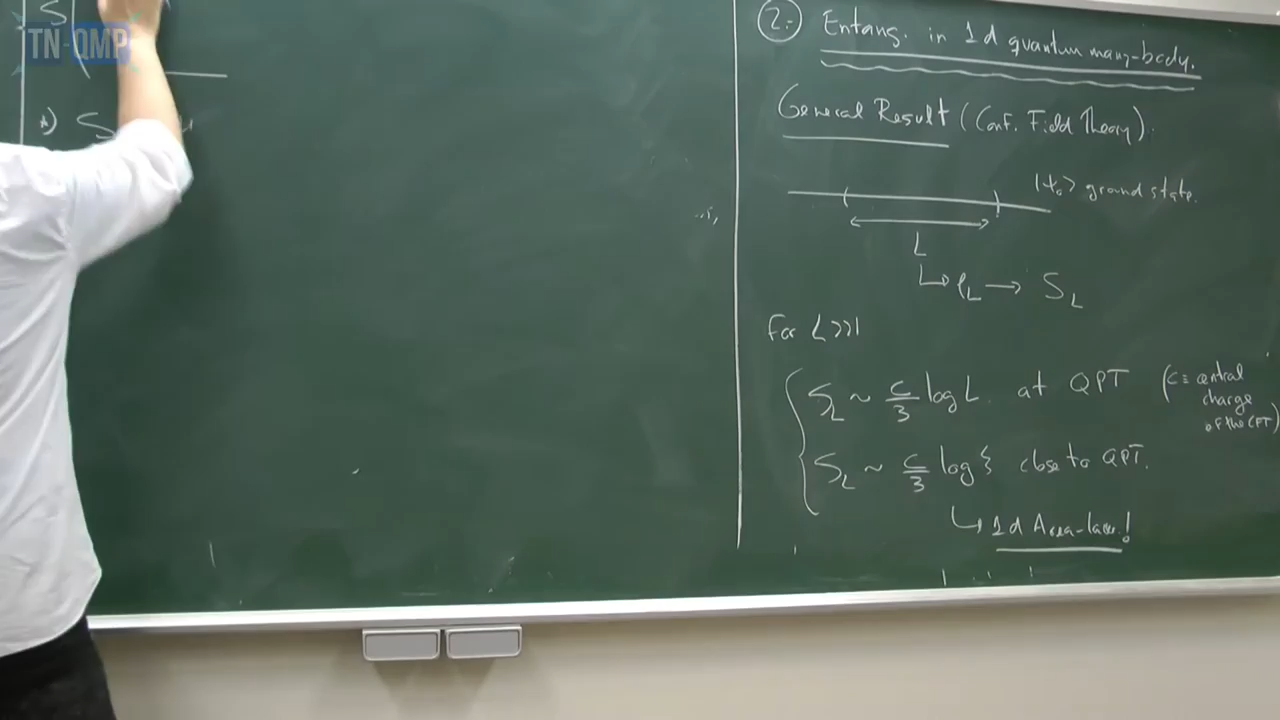 TN-QMP
S
A) S
2.- Entang. in 1d quantum many-body.
General Result (Conf. Field Theory).
|Ψ₀> ground state.
L
↳ ρ_L → S_L
For L >> 1
S_L ~ c/3 log L at QPT (c ≡ central charge of the CFT)
S_L ~ c/3 log ξ close to QPT.
↳ 1d Area-law!